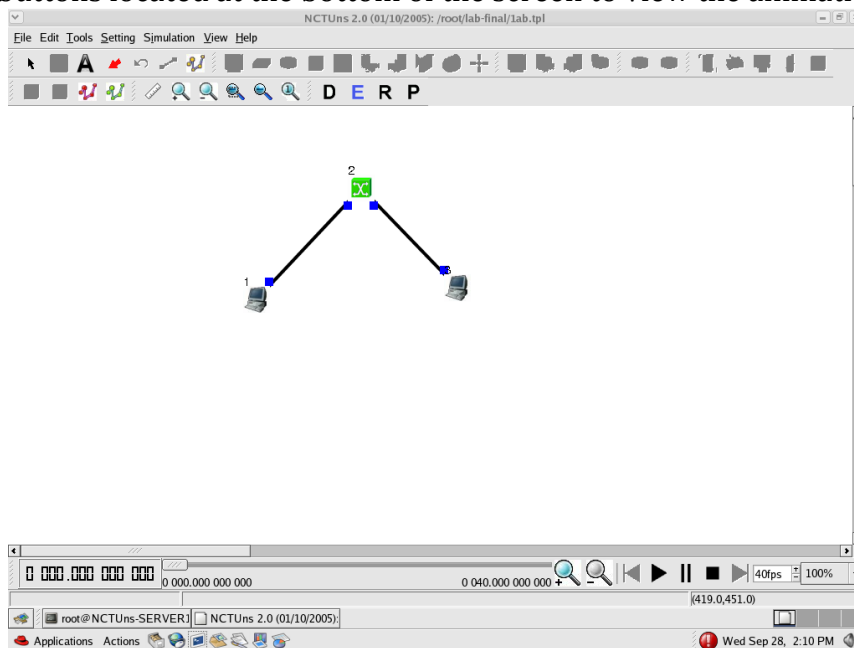 buttons located at the bottom of the screen to view the animati
NCTUns 2.0 (01/10/2005): /root/lab-final/1ab.tpl
File Edit Tools Setting Simulation View Help
A
D E R P
2
1
0 000.000 000 000
0 000.000 000 000
0 040.000 000 000
40fps
100%
(419.0,451.0)
root@NCTUns-SERVER1
NCTUns 2.0 (01/10/2005):
Applications Actions
Wed Sep 28, 2:10 PM